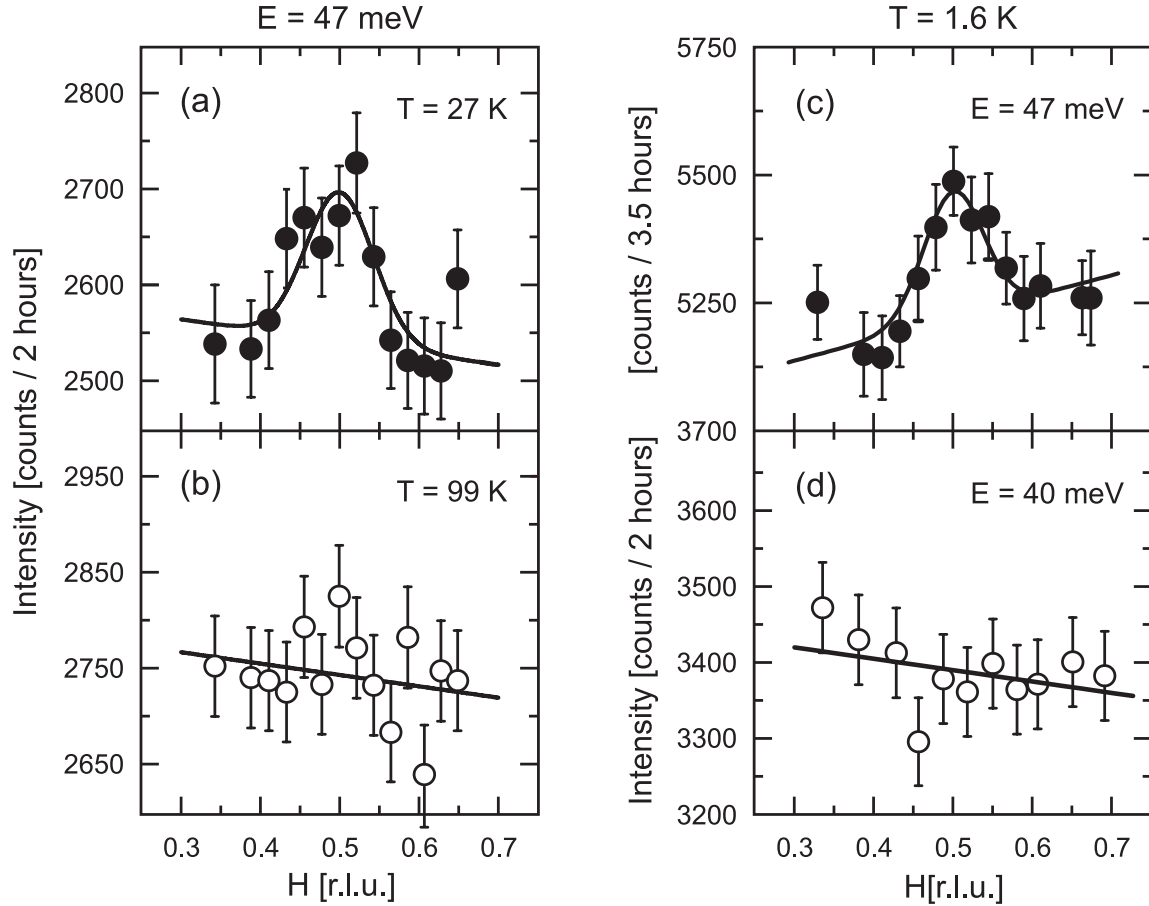 E = 47 meV
T = 1.6 K
Intensity [counts / 2 hours]
2800
2700
2600
2500
(a)
T = 27 K
[counts / 3.5 hours]
5750
5500
5250
(c)
E = 47 meV
2950
2850
2750
2650
(b)
T = 99 K
Intensity [counts / 2 hours]
3700
3600
3500
3400
3300
3200
(d)
E = 40 meV
0.3 0.4 0.5 0.6 0.7
H [r.l.u.]
0.3 0.4 0.5 0.6 0.7
H[r.l.u.]